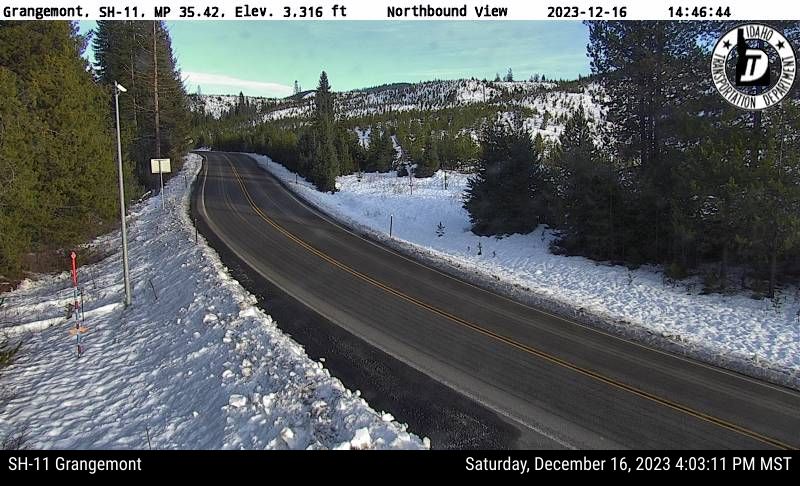 Grangemont, SH-11, MP 35.42, Elev. 3,316 ft Northbound View 2023-12-16 14:46:44
IDAHO
TRANSPORTATION DEPARTMENT
SH-11 Grangemont Saturday, December 16, 2023 4:03:11 PM MST